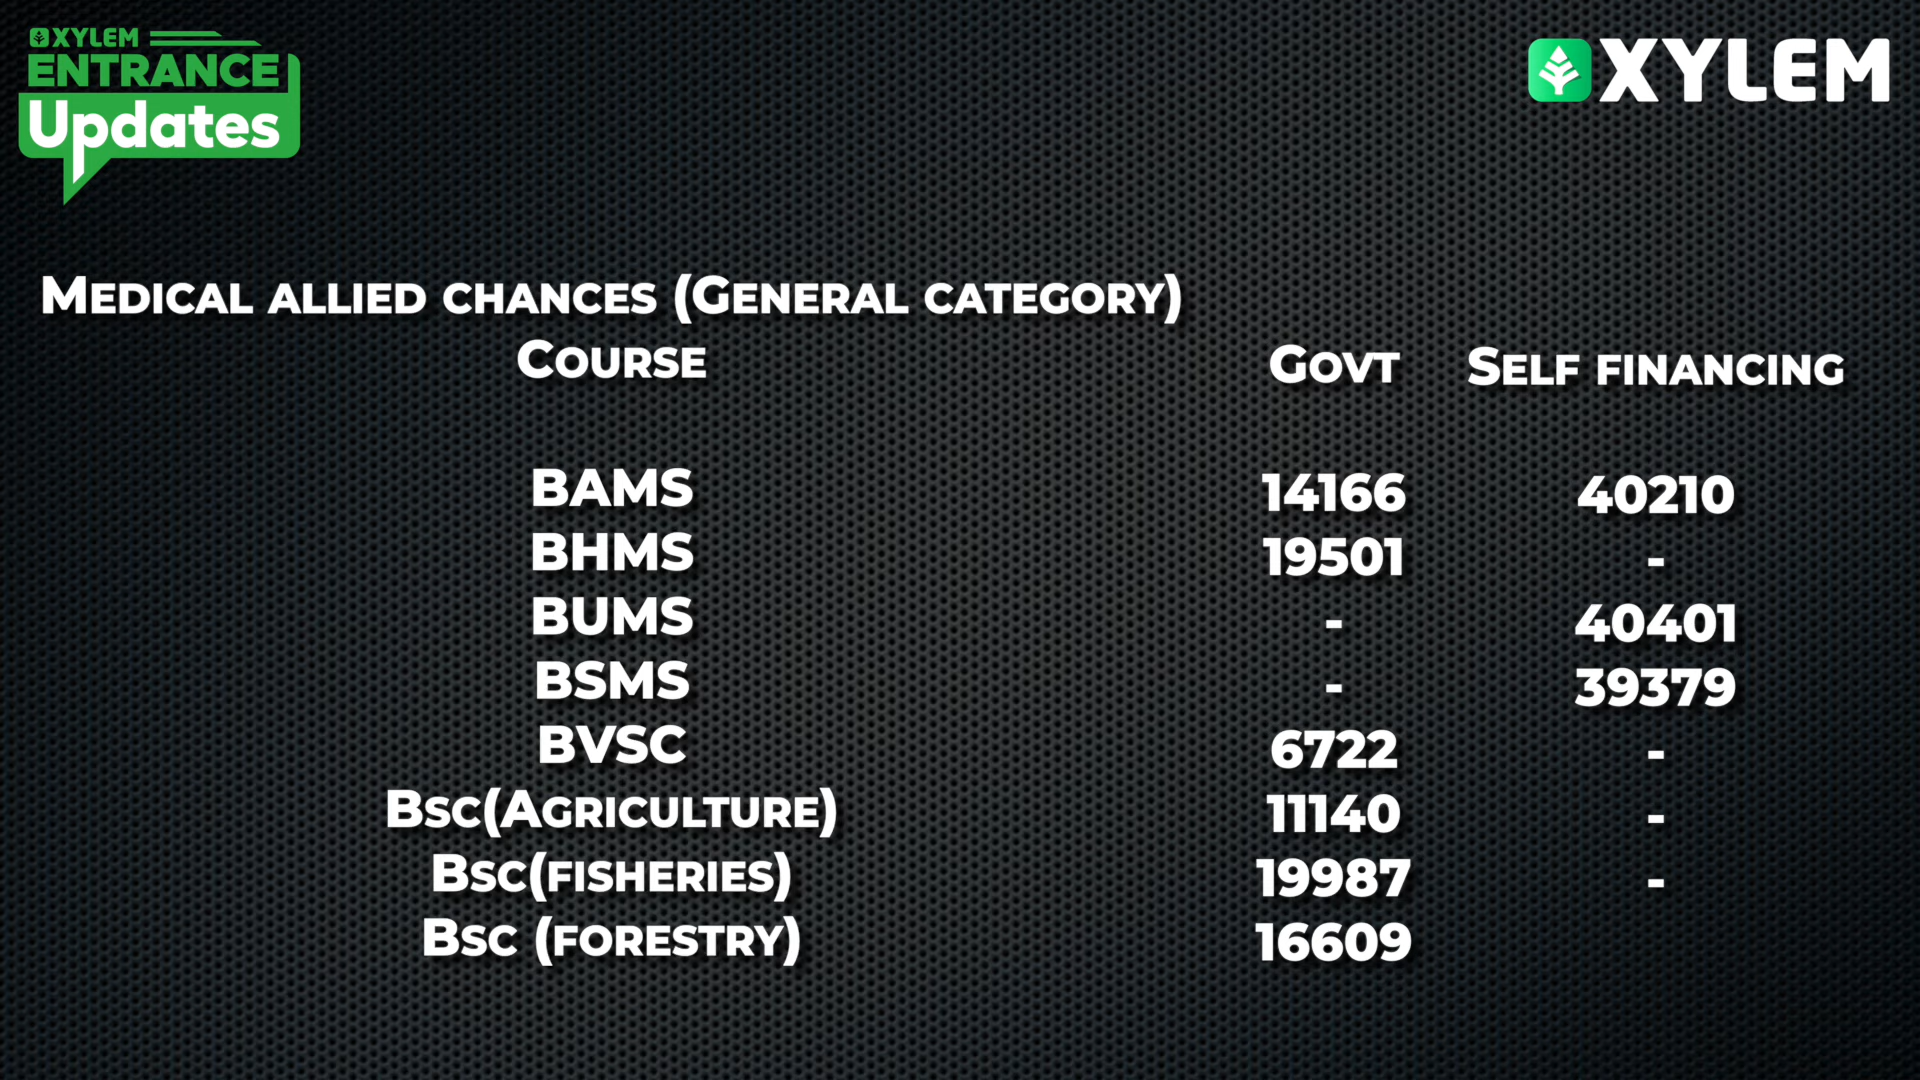 XYLEM
ENTRANCE
Updates
XYLEM
MEDICAL ALLIED CHANCES (GENERAL CATEGORY)
COURSE GOVT SELF FINANCING
BAMS 14166 40210
BHMS 19501 -
BUMS - 40401
BSMS - 39379
BVSC 6722 -
BSC(AGRICULTURE) 11140 -
BSC(FISHERIES) 19987 -
BSC (FORESTRY) 16609